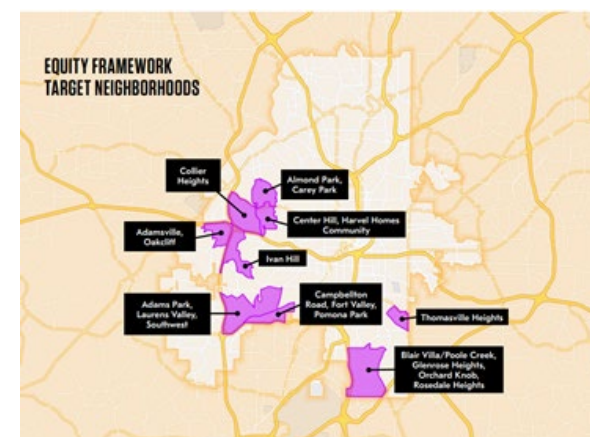 EQUITY FRAMEWORK
TARGET NEIGHBORHOODS
Collier
Heights
Almond Park,
Carey Park
Center Hill, Harvel Homes
Community
Adamsville,
Oakcliff
Ivan Hill
Adams Park,
Laurens Valley,
Southwest
Campbellton
Road, Fort Valley,
Pomona Park
Thomasville Heights
Blair Villa/Poole Creek,
Glenrose Heights,
Orchard Knob,
Rosedale Heights